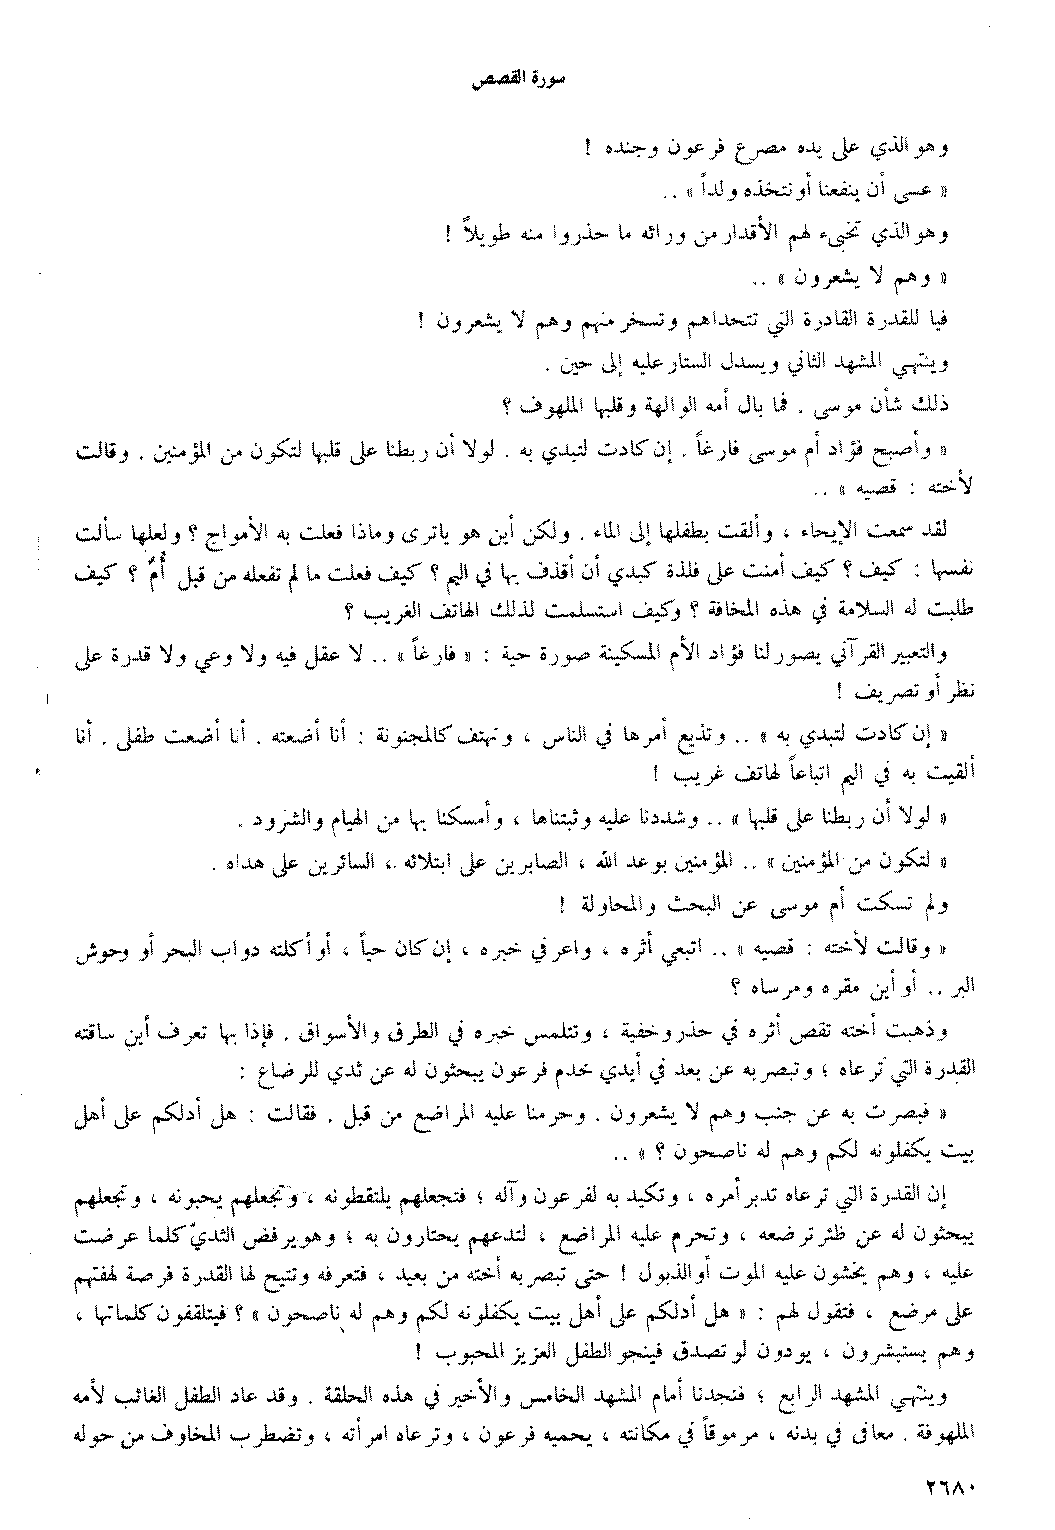 سورة القصص
وهو الذي على يده مصرع فرعون وجنده !
« عسى أن ينفعنا أو نتخذه ولداً » ..
وهو الذي تخبىء لهم الأقدار من ورائه ما حذروا منه طويلاً !
« وهم لا يشعرون » ..
فيا للقدرة القادرة التي تتحداهم وتسخر منهم وهم لا يشعرون !
وينتهي المشهد الثاني ويسدل الستار عليه إلى حين .
ذلك شأن موسى . فما بال أمه الوالهة وقلبها الملهوف ؟
« وأصبح فؤاد أم موسى فارغاً . إن كادت لتبدي به . لولا أن ربطنا على قلبها لتكون من المؤمنين . وقالت
لأخته : قصيه » ..
لقد سمعت الإيحاء ، وألقت بطفلها إلى الماء . ولكن أين هو ياترى وماذا فعلت به الأمواج ؟ ولعلها سألت
نفسها : كيف ؟ كيف أمنت على فلذة كبدي أن أقذف بها في اليم ؟ كيف فعلت ما لم تفعله من قبل أُمٌّ ؟ كيف
طلبت له السلامة في هذه المخافة ؟ وكيف استسلمت لذلك الهاتف الغريب ؟
والتعبير القرآني يصور لنا فؤاد الأم المسكينة صورة حية : « فارغاً » .. لا عقل فيه ولا وعي ولا قدرة على
نظر أو تصريف !
« إن كادت لتبدي به » .. وتذيع أمرها في الناس ، وتهتف كالمجنونة : أنا أضعته . أنا أضعت طفلي . أنا
ألقيت به في اليم اتباعاً لهاتف غريب !
« لولا أن ربطنا على قلبها » .. وشددنا عليه وثبتناها ، وأمسكنا بها من الهيام والشرود .
« لتكون من المؤمنين » .. المؤمنين بوعد الله ، الصابرين على ابتلائه ، السائرين على هداه .
ولم تسكت أم موسى عن البحث والمحاولة !
« وقالت لأخته : قصيه » .. اتبعي أثره ، واعرفي خبره ، إن كان حياً ، أو أكلته دواب البحر أو وحوش
البر .. أو أين مقره ومرساه ؟
وذهبت أخته تقص أثره في حذر وخفية ، وتتلمس خبره في الطرق والأسواق . فإذا بها تعرف أين ساقته
القدرة التي ترعاه ؛ وتبصر به عن بعد في أيدي خدم فرعون يبحثون له عن ثدي للرضاع :
« فبصرت به عن جنب وهم لا يشعرون . وحرمنا عليه المراضع من قبل . فقالت : هل أدلكم على أهل
بيت يكفلونه لكم وهم له ناصحون ؟ » ..
إن القدرة التي ترعاه تدبر أمره ، وتكيد به لفرعون وآله ؛ فتجعلهم يلتقطونه ، وتجعلهم يحبونه ، وتجعلهم
يبحثون له عن ظئر ترضعه ، وتحرم عليه المراضع ، لتدعهم يحتارون به ؛ وهو يرفض الثديّ كلما عرضت
عليه ، وهم يخشون عليه الموت أو الذبول ! حتى تبصر به أخته من بعيد ، فتعرفه وتتيح لها القدرة فرصة لهفتهم
على مرضع ، فتقول لهم : « هل أدلكم على أهل بيت يكفلونه لكم وهم له ناصحون » ؟ فيتلقفون كلماتها ،
وهم يستبشرون ، يودون لو تصدق فينجو الطفل العزيز المحبوب !
وينتهي المشهد الرابع ؛ فنجدنا أمام المشهد الخامس والأخير في هذه الحلقة . وقد عاد الطفل الغائب لأمه
الملهوفة . معافى في بدنه ، مرموقاً في مكانته ، يحميه فرعون ، وترعاه امرأته ، وتضطرب المخاوف من حوله
٢٦٨٠